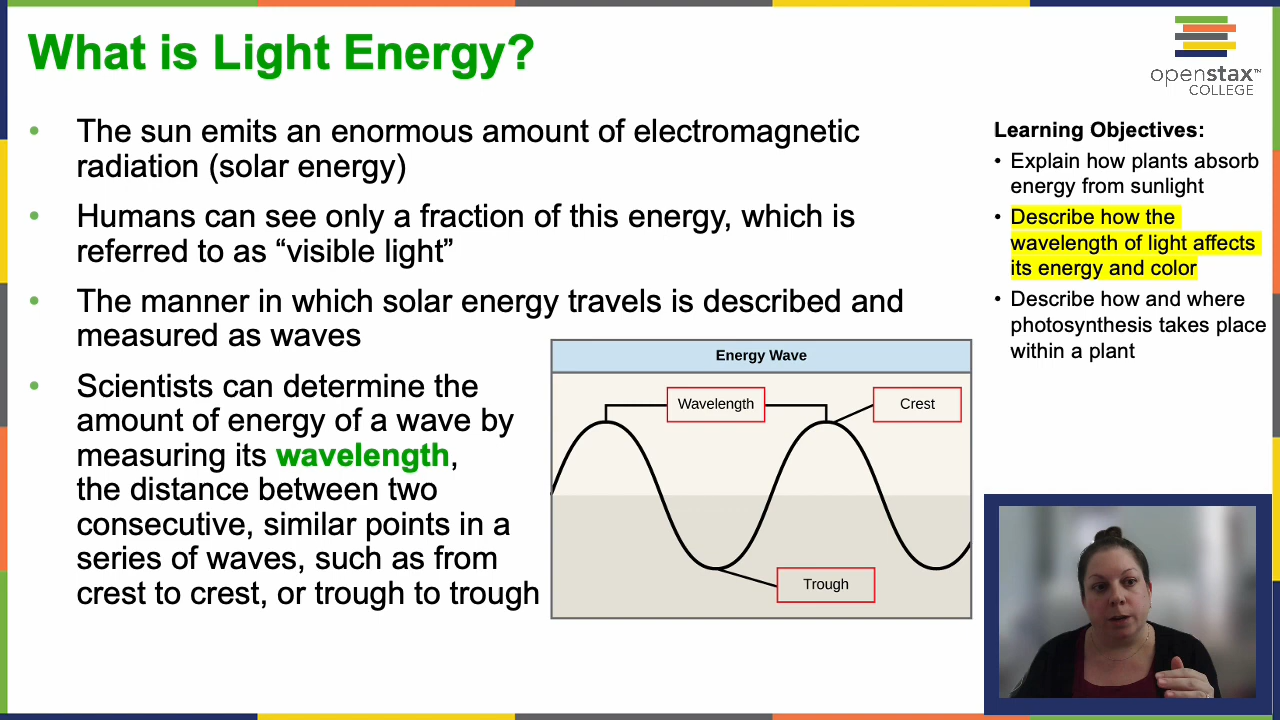 What is Light Energy?
openstax™
COLLEGE
• The sun emits an enormous amount of electromagnetic
radiation (solar energy)
• Humans can see only a fraction of this energy, which is
referred to as “visible light”
• The manner in which solar energy travels is described and
measured as waves
• Scientists can determine the
amount of energy of a wave by
measuring its wavelength,
the distance between two
consecutive, similar points in a
series of waves, such as from
crest to crest, or trough to trough
Energy Wave
Wavelength
Crest
Trough
Learning Objectives:
• Explain how plants absorb
energy from sunlight
• Describe how the
wavelength of light affects
its energy and color
• Describe how and where
photosynthesis takes place
within a plant